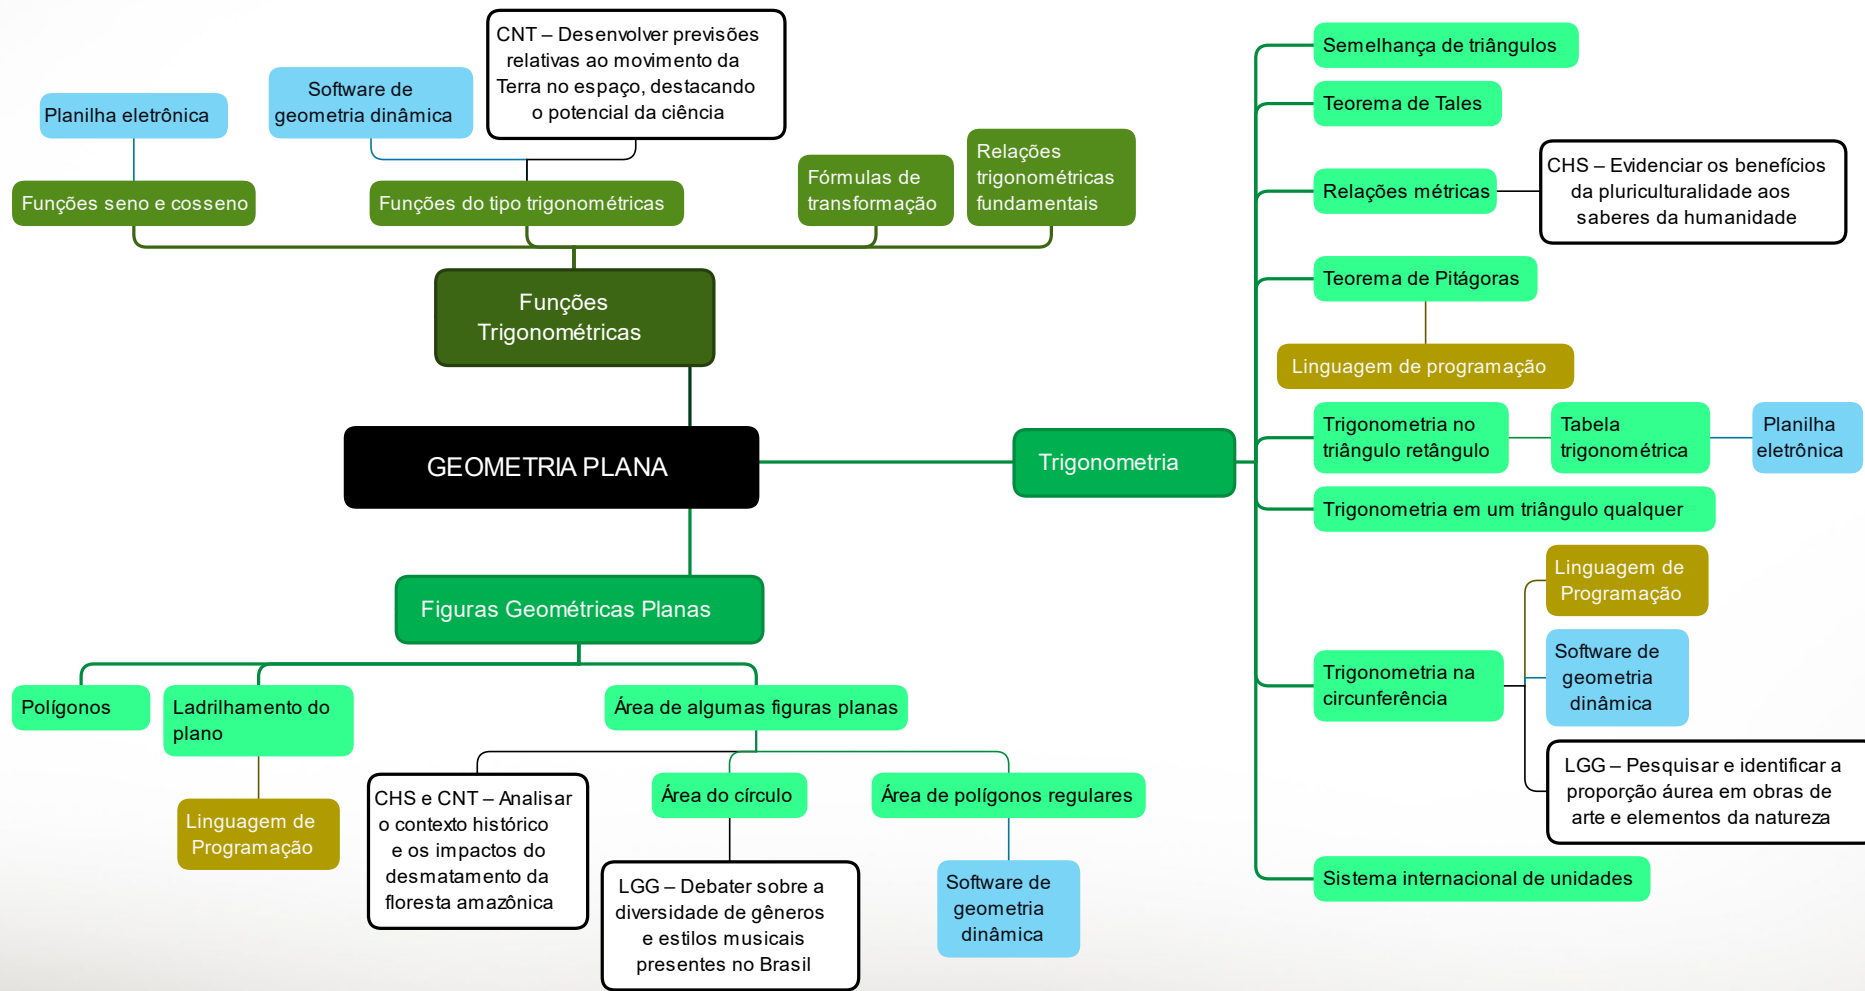 CNT – Desenvolver previsões
relativas ao movimento da
Terra no espaço, destacando
o potencial da ciência
Software de
geometria dinâmica
Planilha eletrônica
Funções seno e cosseno
Funções do tipo trigonométricas
Fórmulas de
transformação
Relações
trigonométricas
fundamentais
Funções
Trigonométricas
GEOMETRIA PLANA
Figuras Geométricas Planas
Polígonos
Ladrilhamento do
plano
Linguagem de
Programação
Área de algumas figuras planas
CHS e CNT – Analisar
o contexto histórico
e os impactos do
desmatamento da
floresta amazônica
Área do círculo
LGG – Debater sobre a
diversidade de gêneros
e estilos musicais
presentes no Brasil
Área de polígonos regulares
Software de
geometria
dinâmica
Trigonometria
Semelhança de triângulos
Teorema de Tales
Relações métricas
CHS – Evidenciar os benefícios
da pluriculturalidade aos
saberes da humanidade
Teorema de Pitágoras
Linguagem de programação
Trigonometria no
triângulo retângulo
Tabela
trigonométrica
Planilha
eletrônica
Trigonometria em um triângulo qualquer
Trigonometria na
circunferência
Linguagem de
Programação
Software de
geometria
dinâmica
LGG – Pesquisar e identificar a
proporção áurea em obras de
arte e elementos da natureza
Sistema internacional de unidades